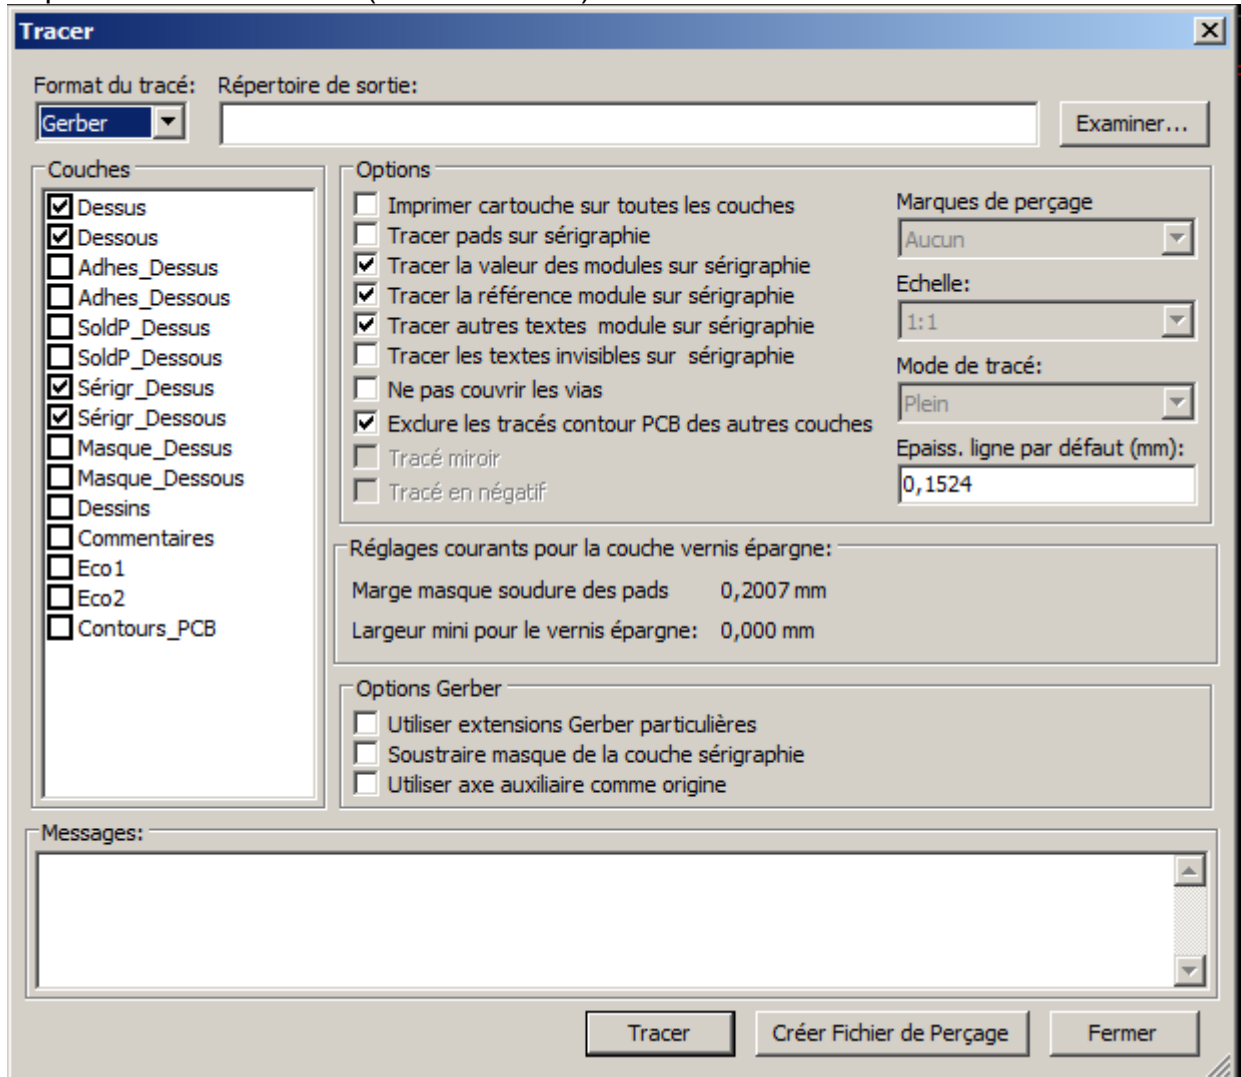 Tracer
Format du tracé: Répertoire de sortie:
Gerber Examiner...
Couches
Dessus
Dessous
Adhes_Dessus
Adhes_Dessous
SoldP_Dessus
SoldP_Dessous
Sérigr_Dessus
Sérigr_Dessous
Masque_Dessus
Masque_Dessous
Dessins
Commentaires
Eco1
Eco2
Contours_PCB
Options
Imprimer cartouche sur toutes les couches
Tracer pads sur sérigraphie
Tracer la valeur des modules sur sérigraphie
Tracer la référence module sur sérigraphie
Tracer autres textes module sur sérigraphie
Tracer les textes invisibles sur sérigraphie
Ne pas couvrir les vias
Exclure les tracés contour PCB des autres couches
Tracé miroir
Tracé en négatif
Marques de perçage
Aucun
Echelle:
1:1
Mode de tracé:
Plein
Epaiss. ligne par défaut (mm):
0,1524
Réglages courants pour la couche vernis épargne:
Marge masque soudure des pads 0,2007 mm
Largeur mini pour le vernis épargne: 0,000 mm
Options Gerber
Utiliser extensions Gerber particulières
Soustraire masque de la couche sérigraphie
Utiliser axe auxiliaire comme origine
Messages:
Tracer Créer Fichier de Perçage Fermer